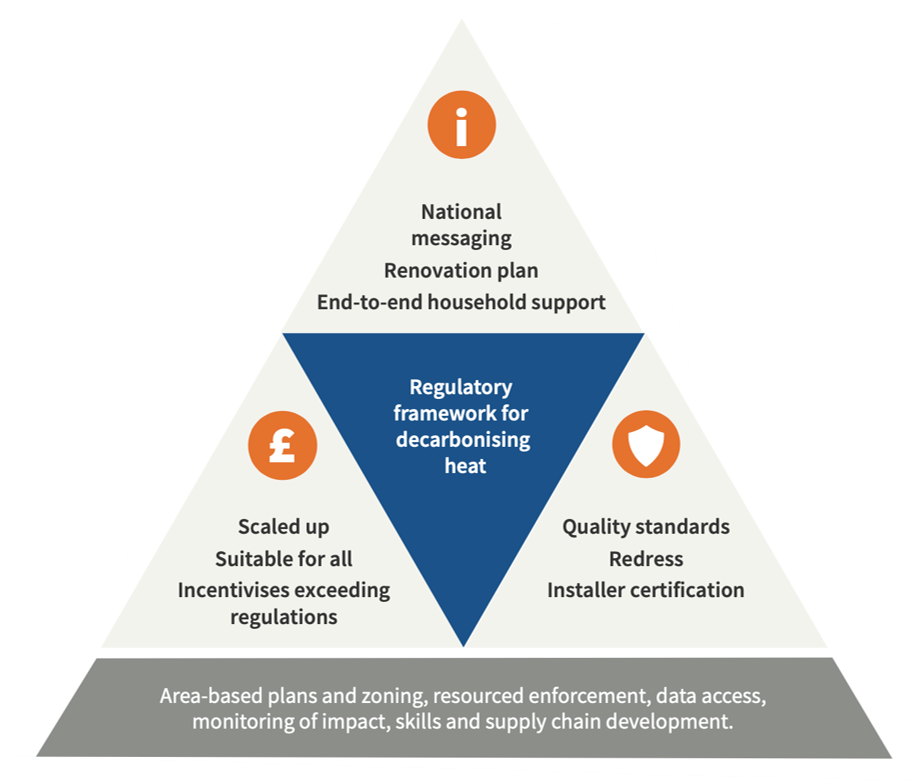 i
National
messaging
Renovation plan
End-to-end household support
Regulatory
framework for
decarbonising
heat
£
Scaled up
Suitable for all
Incentivises exceeding
regulations
Quality standards
Redress
Installer certification
Area-based plans and zoning, resourced enforcement, data access,
monitoring of impact, skills and supply chain development.